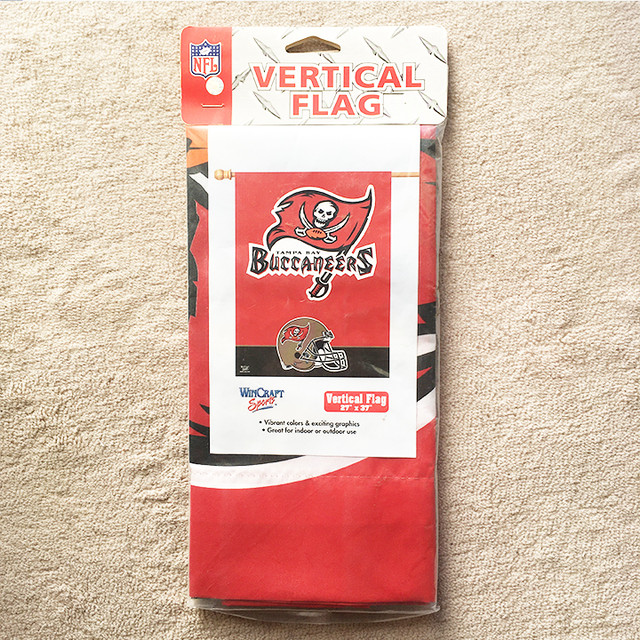 NFL
VERTICAL
FLAG
TAMPA BAY
BUCCANEERS
WINCRAFT
Sports
Vertical Flag
27" x 37"
• Vibrant colors & exciting graphics
• Great for indoor or outdoor use